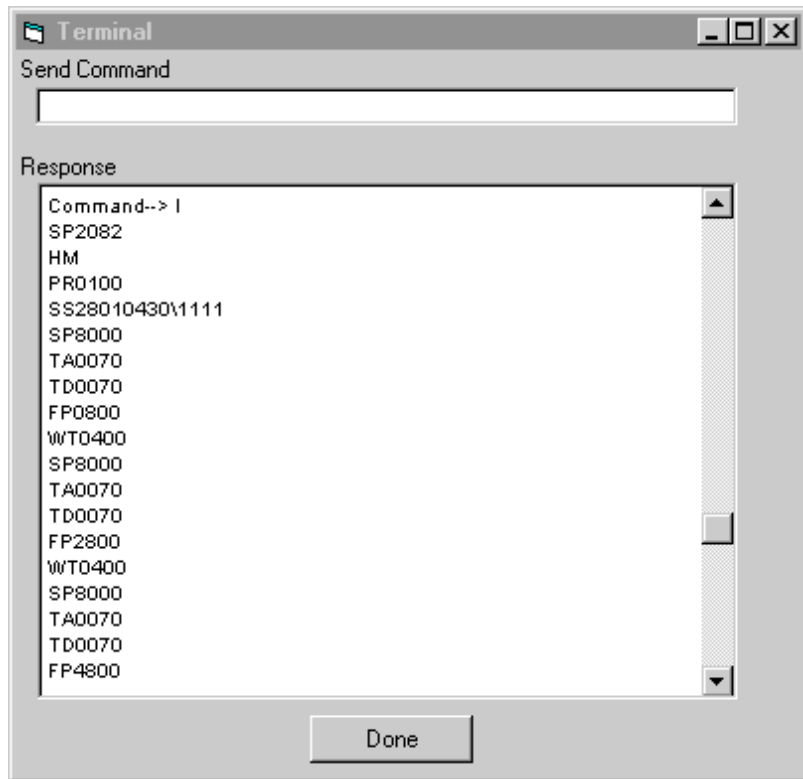 Terminal
Send Command
Response
Command--> I
SP2082
HM
PR0100
SS28010430\1111
SP8000
TA0070
TD0070
FP0800
WT0400
SP8000
TA0070
TD0070
FP2800
WT0400
SP8000
TA0070
TD0070
FP4800
Done